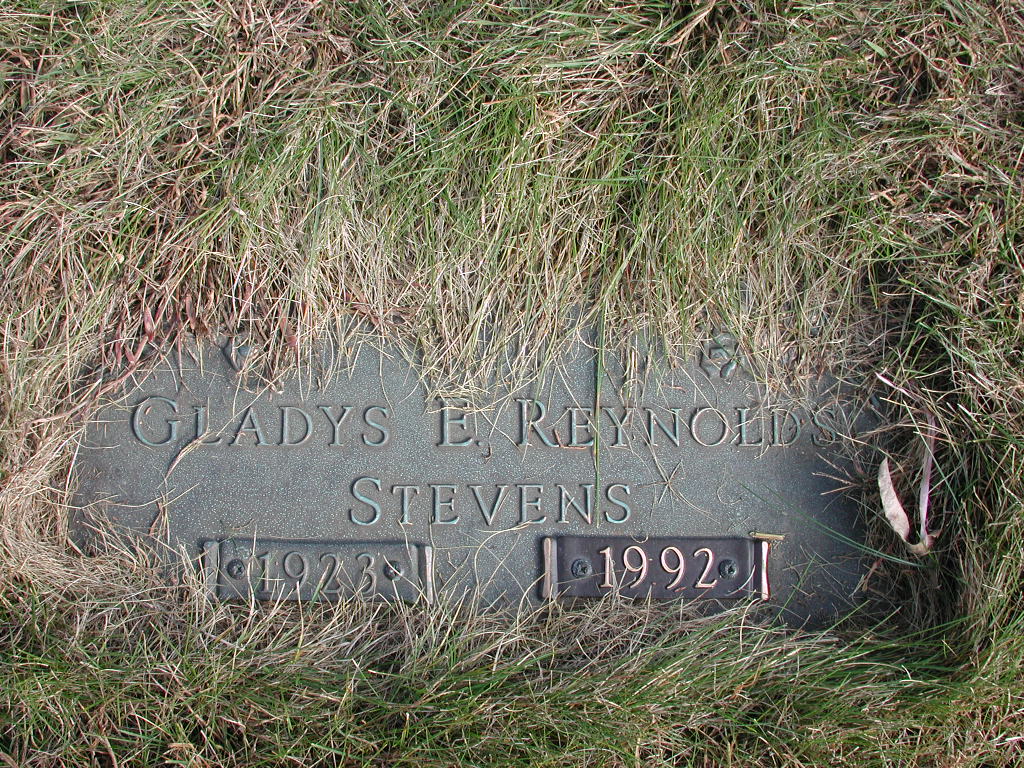 GLADYS E. REYNOLDS
STEVENS
1923 1992